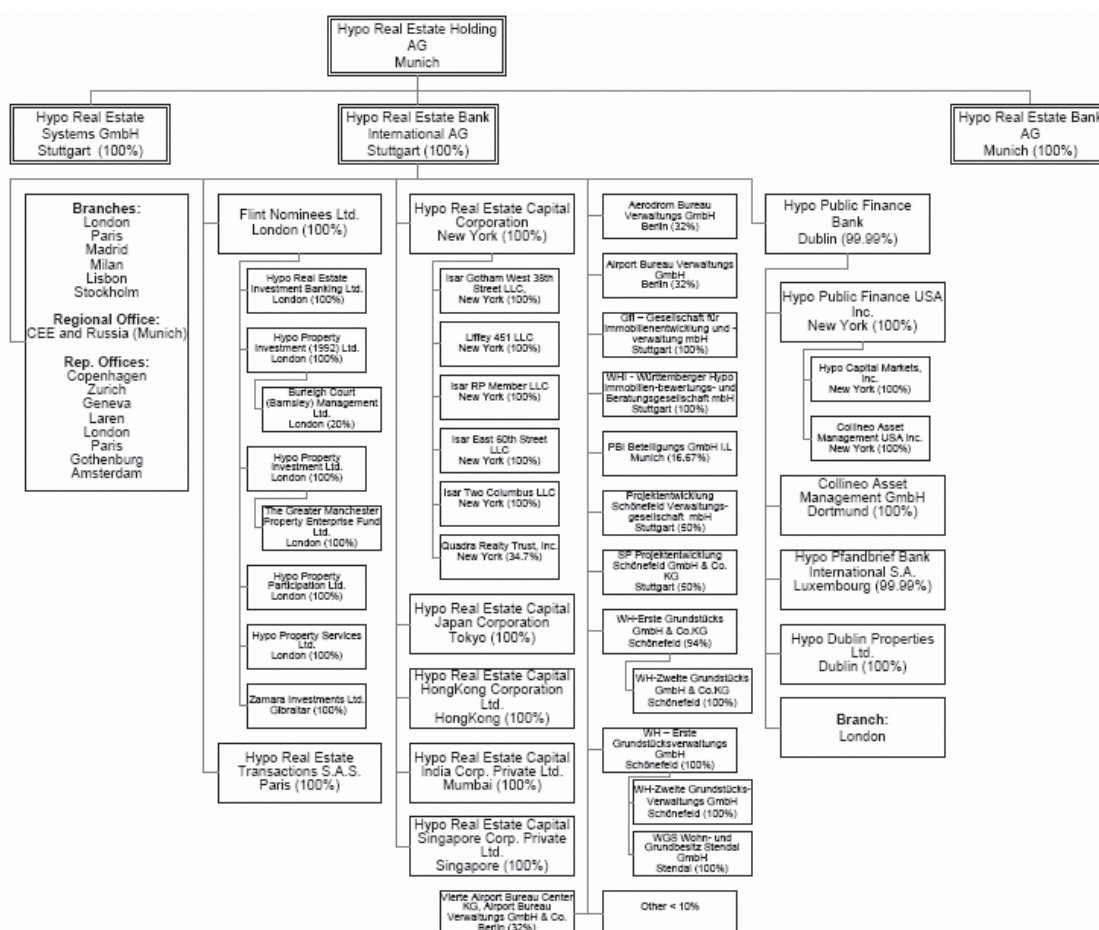 Hypo Real Estate Holding
AG
Munich
Hypo Real Estate
Systems GmbH
Stuttgart (100%)
Hypo Real Estate Bank
International AG
Stuttgart (100%)
Hypo Real Estate Bank
AG
Munich (100%)
Branches:
London
Paris
Madrid
Milan
Lisbon
Stockholm
Regional Office:
CEE and Russia (Munich)
Rep. Offices:
Copenhagen
Zurich
Geneva
Laren
London
Paris
Gothenburg
Amsterdam
Flint Nominees Ltd.
London (100%)
Hypo Real Estate
Investment Banking Ltd.
London (100%)
Hypo Property
Investment (1992) Ltd.
London (100%)
Burleigh Court
(Barnsley) Management
Ltd.
London (20%)
Hypo Property
Investment Ltd.
London (100%)
The Greater Manchester
Property Enterprise Fund
Ltd.
London (100%)
Hypo Property
Participation Ltd.
London (100%)
Hypo Property Services
Ltd.
London (100%)
Zamara Investments Ltd.
Gibraltar (100%)
Hypo Real Estate
Transactions S.A.S.
Paris (100%)
Hypo Real Estate Capital
Corporation
New York (100%)
Isar Gotham West 38th
Street LLC,
New York (100%)
Liffey 451 LLC
New York (100%)
Isar RP Member LLC
New York (100%)
Isar East 60th Street
LLC
New York (100%)
Isar Two Columbus LLC
New York (100%)
Quadra Realty Trust, Inc.
New York (34.7%)
Hypo Real Estate Capital
Japan Corporation
Tokyo (100%)
Hypo Real Estate Capital
HongKong Corporation
Ltd.
HongKong (100%)
Hypo Real Estate Capital
India Corp. Private Ltd.
Mumbai (100%)
Hypo Real Estate Capital
Singapore Corp. Private
Ltd.
Singapore (100%)
Vierte Airport Bureau Center
KG, Airport Bureau
Verwaltungs GmbH & Co.
Berlin (32%)
Aerodrom Bureau
Verwaltungs GmbH
Berlin (32%)
Airport Bureau Verwaltungs
GmbH
Berlin (32%)
GfI – Gesellschaft für
Immobilienentwicklung und -
verwaltung mbH
Stuttgart (100%)
WHI - Württemberger Hypo
Immobilien-bewertungs- und
Beratungsgesellschaft mbH
Stuttgart (100%)
PBI Beteiligungs GmbH i.L
Munich (16.67%)
Projektentwicklung
Schönefeld Verwaltungs-
gesellschaft mbH
Stuttgart (50%)
SP Projektentwicklung
Schönefeld GmbH & Co.
KG
Stuttgart (50%)
WH-Erste Grundstücks
GmbH & Co.KG
Schönefeld (94%)
WH-Zweite Grundstücks
GmbH & Co.KG
Schönefeld (100%)
WH – Erste
Grundstücksverwaltungs
GmbH
Schönefeld (100%)
WH-Zweite Grundstücks-
Verwaltungs GmbH
Schönefeld (100%)
WGS Wohn- und
Grundbesitz Stendal
GmbH
Stendal (100%)
Other < 10%
Hypo Public Finance
Bank
Dublin (99.99%)
Hypo Public Finance USA
Inc.
New York (100%)
Hypo Capital Markets,
Inc.
New York (100%)
Collineo Asset
Management USA Inc.
New York (100%)
Collineo Asset
Management GmbH
Dortmund (100%)
Hypo Pfandbrief Bank
International S.A.
Luxembourg (99.99%)
Hypo Dublin Properties
Ltd.
Dublin (100%)
Branch:
London